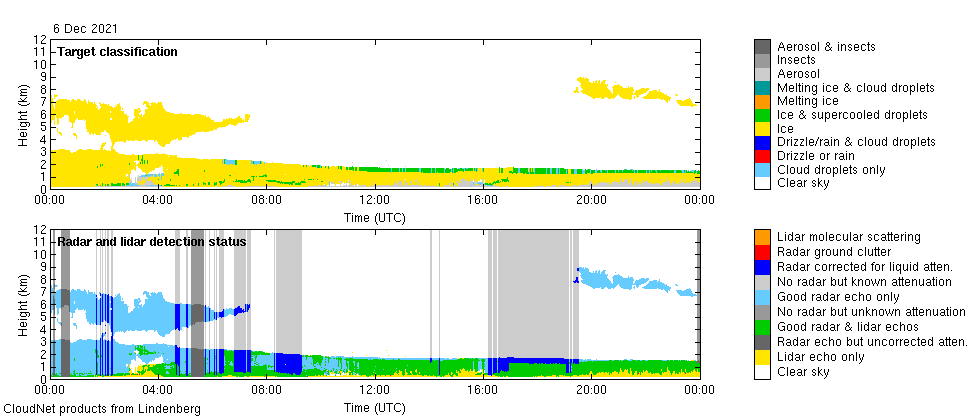 6 Dec 2021
Target classification
Height (km)
12
11
10
9
8
7
6
5
4
3
2
1
0
00:00 04:00 08:00 12:00 16:00 20:00 00:00
Time (UTC)
Aerosol & insects
Insects
Aerosol
Melting ice & cloud droplets
Melting ice
Ice & supercooled droplets
Ice
Drizzle/rain & cloud droplets
Drizzle or rain
Cloud droplets only
Clear sky
Radar and lidar detection status
Height (km)
12
11
10
9
8
7
6
5
4
3
2
1
0
00:00 04:00 08:00 12:00 16:00 20:00 00:00
Time (UTC)
Lidar molecular scattering
Radar ground clutter
Radar corrected for liquid atten.
No radar but known attenuation
Good radar echo only
No radar but unknown attenuation
Good radar & lidar echos
Radar echo but uncorrected atten.
Lidar echo only
Clear sky
CloudNet products from Lindenberg